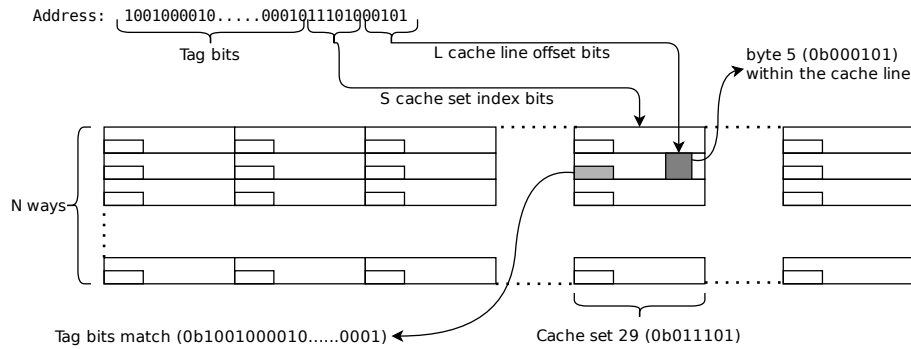 Address: 1001000010.....0001011101000101
Tag bits
L cache line offset bits
byte 5 (0b000101)
within the cache line
S cache set index bits
N ways
Tag bits match (0b1001000010......0001)
Cache set 29 (0b011101)